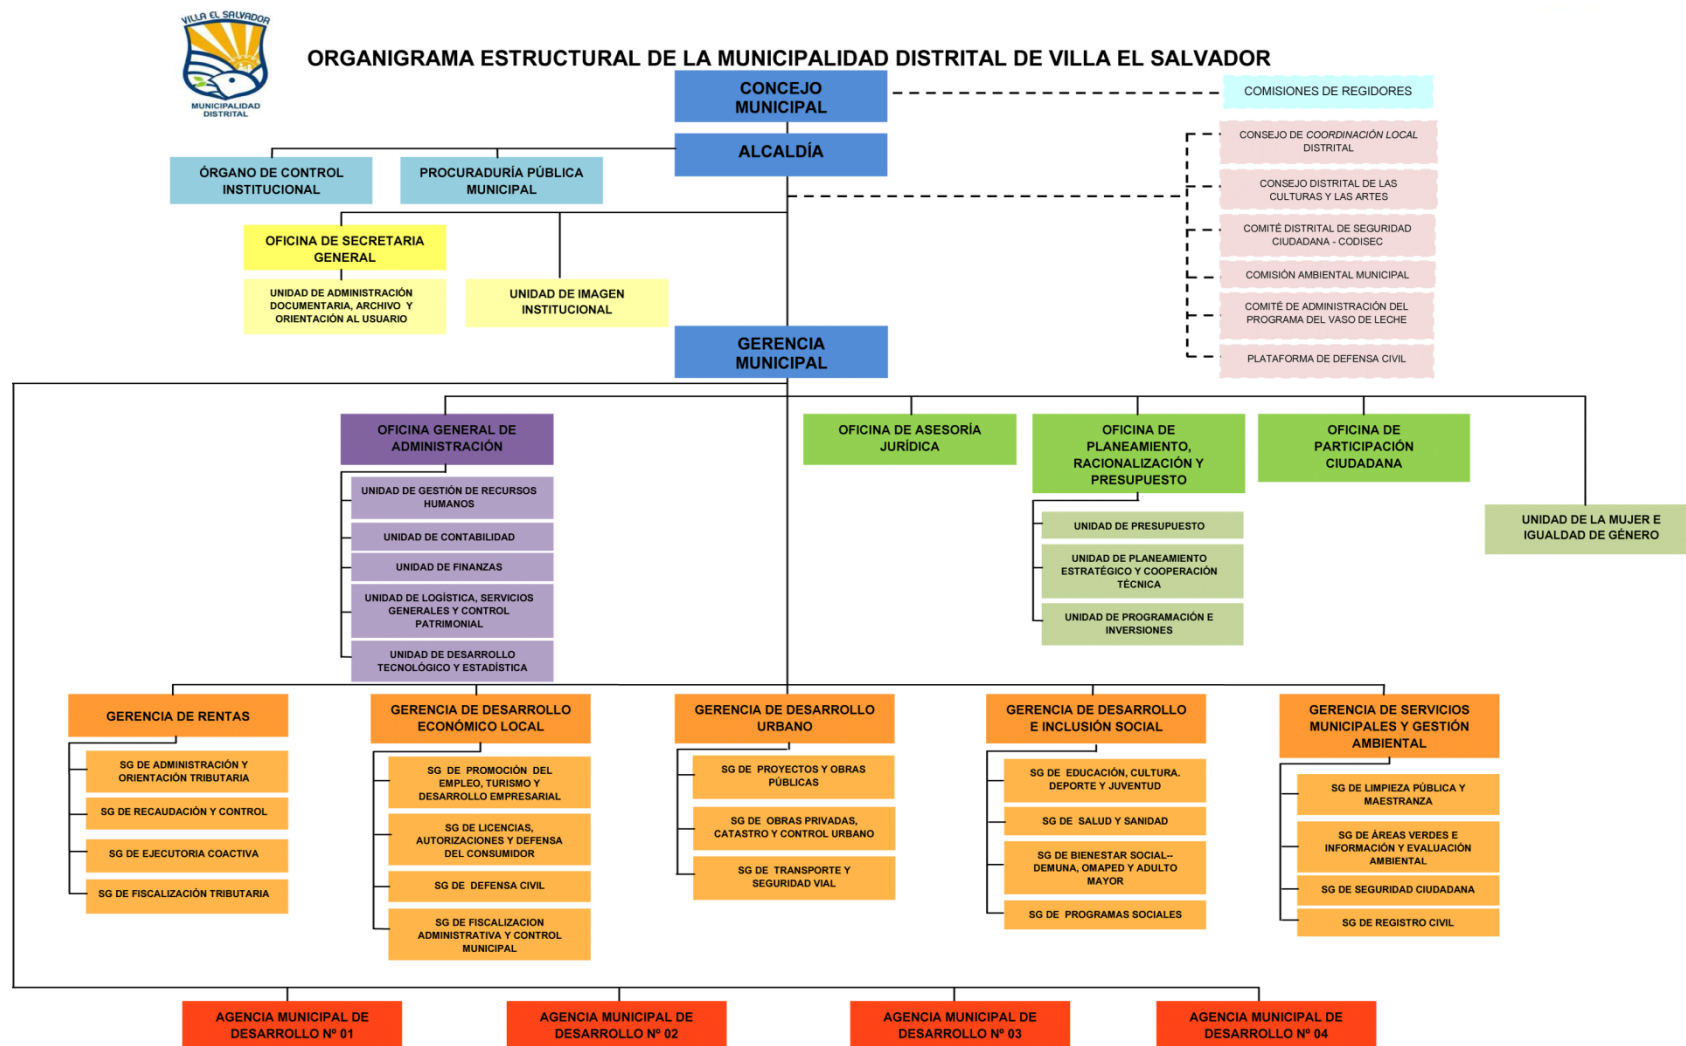 VILLA EL SALVADOR
MUNICIPALIDAD
DISTRITAL
ORGANIGRAMA ESTRUCTURAL DE LA MUNICIPALIDAD DISTRITAL DE VILLA EL SALVADOR
CONCEJO
MUNICIPAL
COMISIONES DE REGIDORES
ALCALDÍA
CONSEJO DE COORDINACIÓN LOCAL
DISTRITAL
ÓRGANO DE CONTROL
INSTITUCIONAL
PROCURADURÍA PÚBLICA
MUNICIPAL
CONSEJO DISTRITAL DE LAS
CULTURAS Y LAS ARTES
COMITÉ DISTRITAL DE SEGURIDAD
CIUDADANA - CODISEC
COMISIÓN AMBIENTAL MUNICIPAL
COMITÉ DE ADMINISTRACIÓN DEL
PROGRAMA DEL VASO DE LECHE
PLATAFORMA DE DEFENSA CIVIL
OFICINA DE SECRETARIA
GENERAL
UNIDAD DE ADMINISTRACIÓN
DOCUMENTARIA, ARCHIVO Y
ORIENTACIÓN AL USUARIO
UNIDAD DE IMAGEN
INSTITUCIONAL
GERENCIA
MUNICIPAL
OFICINA GENERAL DE
ADMINISTRACIÓN
UNIDAD DE GESTIÓN DE RECURSOS
HUMANOS
UNIDAD DE CONTABILIDAD
UNIDAD DE FINANZAS
UNIDAD DE LOGÍSTICA, SERVICIOS
GENERALES Y CONTROL
PATRIMONIAL
UNIDAD DE DESARROLLO
TECNOLÓGICO Y ESTADÍSTICA
OFICINA DE ASESORÍA
JURÍDICA
OFICINA DE
PLANEAMIENTO,
RACIONALIZACIÓN Y
PRESUPUESTO
UNIDAD DE PRESUPUESTO
UNIDAD DE PLANEAMIENTO
ESTRATÉGICO Y COOPERACIÓN
TÉCNICA
UNIDAD DE PROGRAMACIÓN E
INVERSIONES
OFICINA DE
PARTICIPACIÓN
CIUDADANA
UNIDAD DE LA MUJER E
IGUALDAD DE GÉNERO
GERENCIA DE RENTAS
SG DE ADMINISTRACIÓN Y
ORIENTACIÓN TRIBUTARIA
SG DE RECAUDACIÓN Y CONTROL
SG DE EJECUTORIA COACTIVA
SG DE FISCALIZACIÓN TRIBUTARIA
GERENCIA DE DESARROLLO
ECONÓMICO LOCAL
SG DE PROMOCIÓN DEL
EMPLEO, TURISMO Y
DESARROLLO EMPRESARIAL
SG DE LICENCIAS,
AUTORIZACIONES Y DEFENSA
DEL CONSUMIDOR
SG DE DEFENSA CIVIL
SG DE FISCALIZACION
ADMINISTRATIVA Y CONTROL
MUNICIPAL
GERENCIA DE DESARROLLO
URBANO
SG DE PROYECTOS Y OBRAS
PÚBLICAS
SG DE OBRAS PRIVADAS,
CATASTRO Y CONTROL URBANO
SG DE TRANSPORTE Y
SEGURIDAD VIAL
GERENCIA DE DESARROLLO
E INCLUSIÓN SOCIAL
SG DE EDUCACIÓN, CULTURA.
DEPORTE Y JUVENTUD
SG DE SALUD Y SANIDAD
SG DE BIENESTAR SOCIAL--
DEMUNA, OMAPED Y ADULTO
MAYOR
SG DE PROGRAMAS SOCIALES
GERENCIA DE SERVICIOS
MUNICIPALES Y GESTIÓN
AMBIENTAL
SG DE LIMPIEZA PÚBLICA Y
MAESTRANZA
SG DE ÁREAS VERDES E
INFORMACIÓN Y EVALUACIÓN
AMBIENTAL
SG DE SEGURIDAD CIUDADANA
SG DE REGISTRO CIVIL
AGENCIA MUNICIPAL DE
DESARROLLO Nº 01
AGENCIA MUNICIPAL DE
DESARROLLO Nº 02
AGENCIA MUNICIPAL DE
DESARROLLO Nº 03
AGENCIA MUNICIPAL DE
DESARROLLO Nº 04